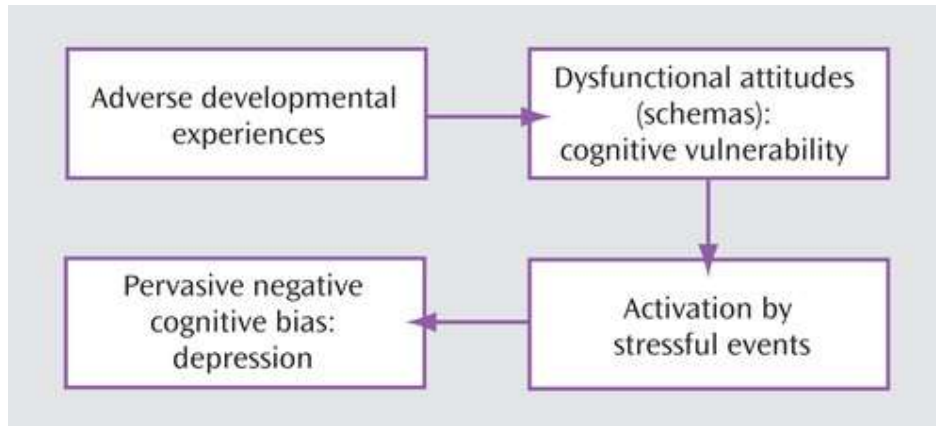 Adverse developmental
experiences
Dysfunctional attitudes
(schemas):
cognitive vulnerability
Activation by
stressful events
Pervasive negative
cognitive bias:
depression